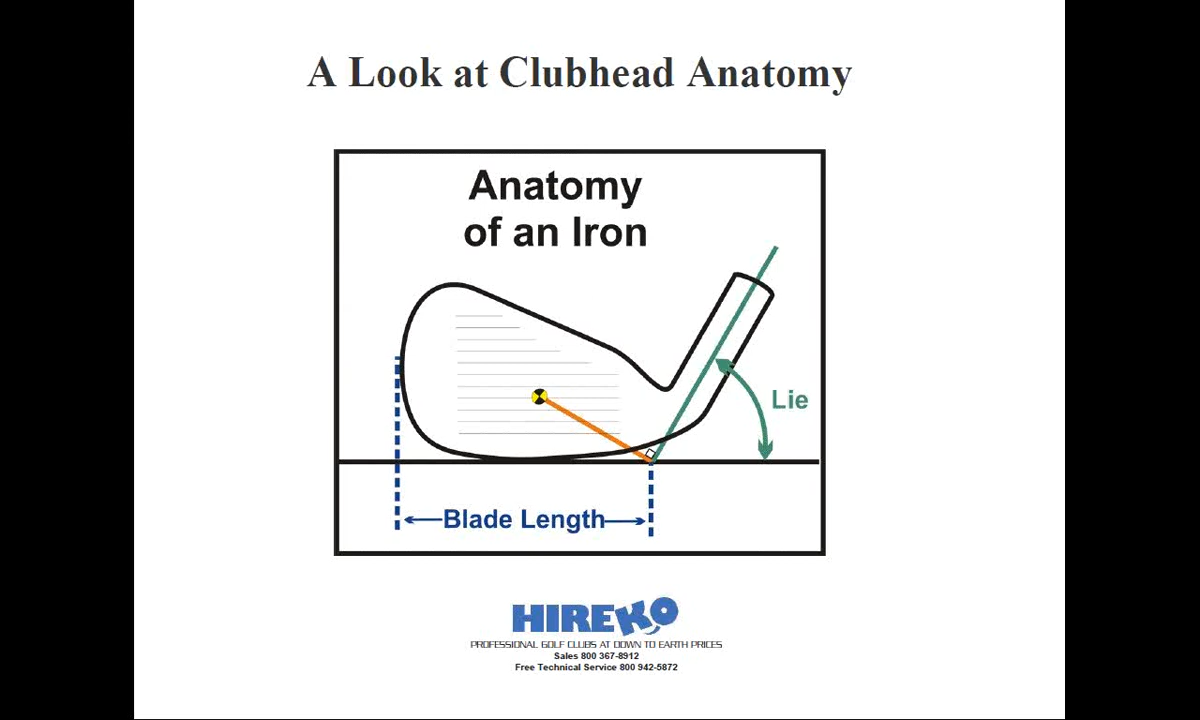 A Look at Clubhead Anatomy
Anatomy
of an Iron
Lie
Blade Length
HIREKO
PROFESSIONAL GOLF CLUBS AT DOWN TO EARTH PRICES
Sales 800 367-8912
Free Technical Service 800 942-5872